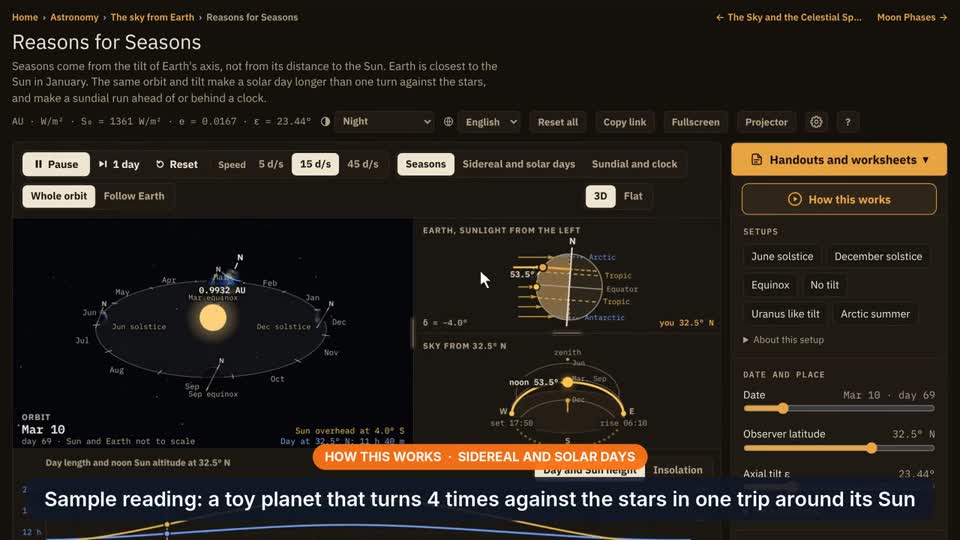 Home › Astronomy › The sky from Earth › Reasons for Seasons
← The Sky and the Celestial Sp...
Moon Phases →
Reasons for Seasons
Seasons come from the tilt of Earth's axis, not from its distance to the Sun. Earth is closest to the
Sun in January. The same orbit and tilt make a solar day longer than one turn against the stars,
and make a sundial run ahead of or behind a clock.
AU · W/m² · S₀ = 1361 W/m² · e = 0.0167 · ε = 23.44°
Night
English
Reset all
Copy link
Fullscreen
Projector
?
Pause
1 day
Reset
Speed
5 d/s
15 d/s
45 d/s
Seasons
Sidereal and solar days
Sundial and clock
Whole orbit
Follow Earth
3D
Flat
N
Apr
Feb
0.9932 AU
Mar equinox
May
Jan
N
Jun
N
Jun solstice
Dec solstice
Dec
Jul
Nov
N
Aug
Oct
Sep
Sep equinox
ORBIT
Mar 10
day 69 · Sun and Earth not to scale
Sun overhead at 4.0° S
Day at 32.5° N: 11 h 40 m
EARTH, SUNLIGHT FROM THE LEFT
N
Arctic
53.5°
Tropic
Equator
Tropic
Antarctic
δ = −4.0°
you 32.5° N
SKY FROM 32.5° N
zenith
Jun
noon 53.5°
Mar, Sep
Dec
W
E
set 17:50
rise 06:10
S
Handouts and worksheets ▾
How this works
SETUPS
June solstice
December solstice
Equinox
No tilt
Uranus like tilt
Arctic summer
▶ About this setup
DATE AND PLACE
Date
Mar 10 · day 69
Observer latitude
32.5° N
Axial tilt ε
23.44°
HOW THIS WORKS · SIDEREAL AND SOLAR DAYS
Day length and noon Sun altitude at 32.5° N
Day and Sun height
Insolation
Sample reading: a toy planet that turns 4 times against the stars in one trip around its Sun
12 h